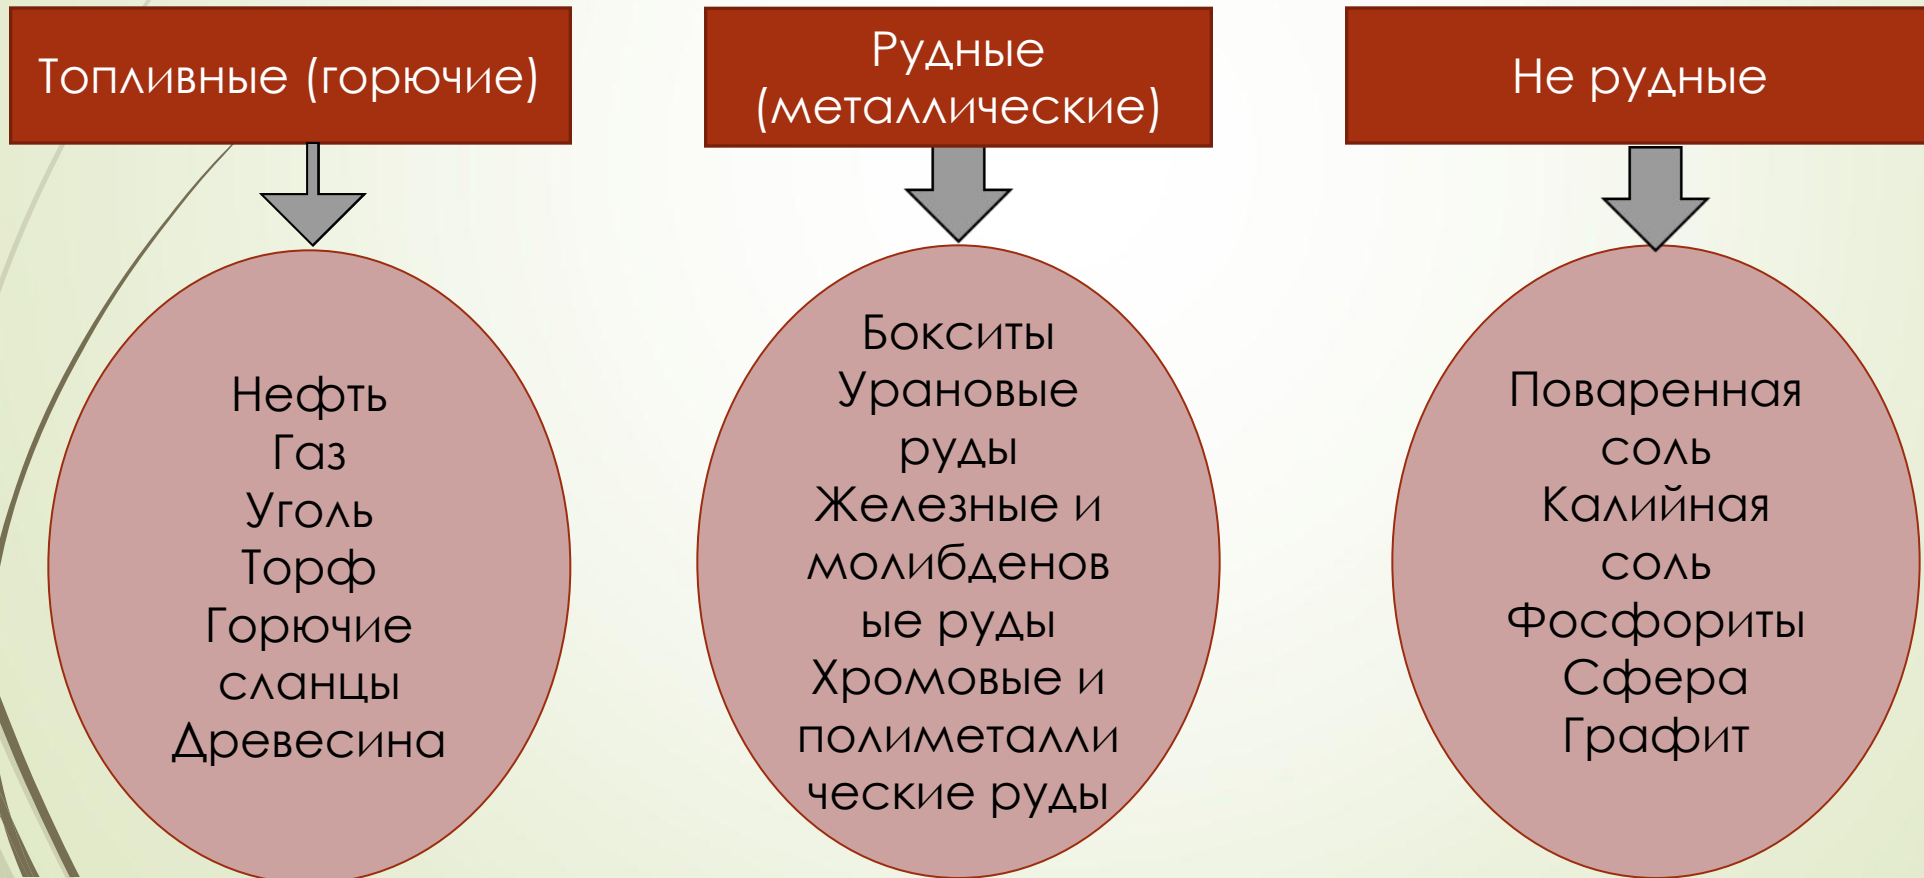 Топливные (горючие)
Рудные
(металлические)
Не рудные
Нефть
Газ
Уголь
Торф
Горючие
сланцы
Древесина
Бокситы
Урановые
руды
Железные и
молибденов
ые руды
Хромовые и
полиметалли
ческие руды
Поваренная
соль
Калийная
соль
Фосфориты
Сфера
Графит